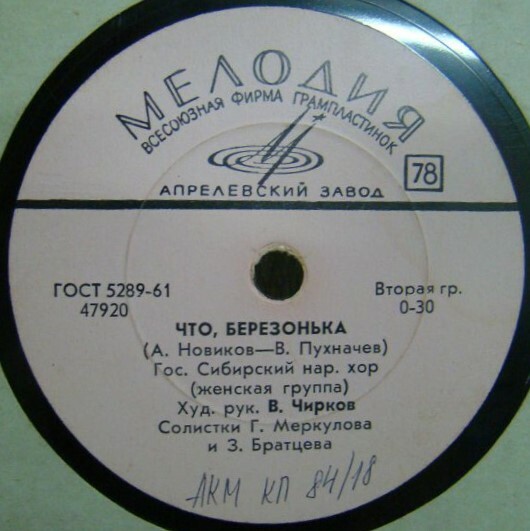 МЕЛОДИЯ
ВСЕСОЮЗНАЯ ФИРМА ГРАМПЛАСТИНОК
АПРЕЛЕВСКИЙ ЗАВОД
78
ГОСТ 5289-61
47920
Вторая гр.
0-30
ЧТО, БЕРЕЗОНЬКА
(А. Новиков—В. Пухначев)
Гос. Сибирский нар. хор
(женская группа)
Худ. рук. В. Чирков
Солистки Г. Меркулова
и З. Братцева
АКМ КП 84/18